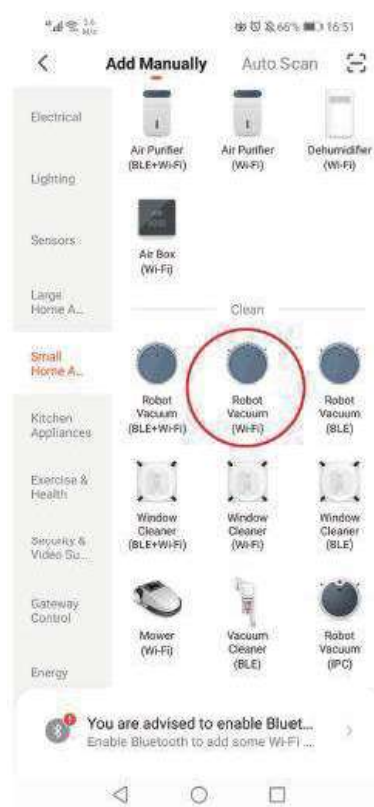 66% 16:51
Add Manually Auto Scan
Electrical
Lighting
Sensors
Large
Home A...
Small
Home A...
Kitchen
Appliances
Exercise &
Health
Security &
Video Su...
Gateway
Control
Energy
Air Purifier
(BLE+Wi-Fi)
Air Purifier
(Wi-Fi)
Dehumidifier
(Wi-Fi)
Air Box
(Wi-Fi)
Clean
Robot
Vacuum
(BLE+Wi-Fi)
Robot
Vacuum
(Wi-Fi)
Robot
Vacuum
(BLE)
Window
Cleaner
(BLE+Wi-Fi)
Window
Cleaner
(Wi-Fi)
Window
Cleaner
(BLE)
Mower
(Wi-Fi)
Vacuum
Cleaner
(BLE)
Robot
Vacuum
(IPC)
You are advised to enable Bluet...
Enable Bluetooth to add some Wi-Fi ...